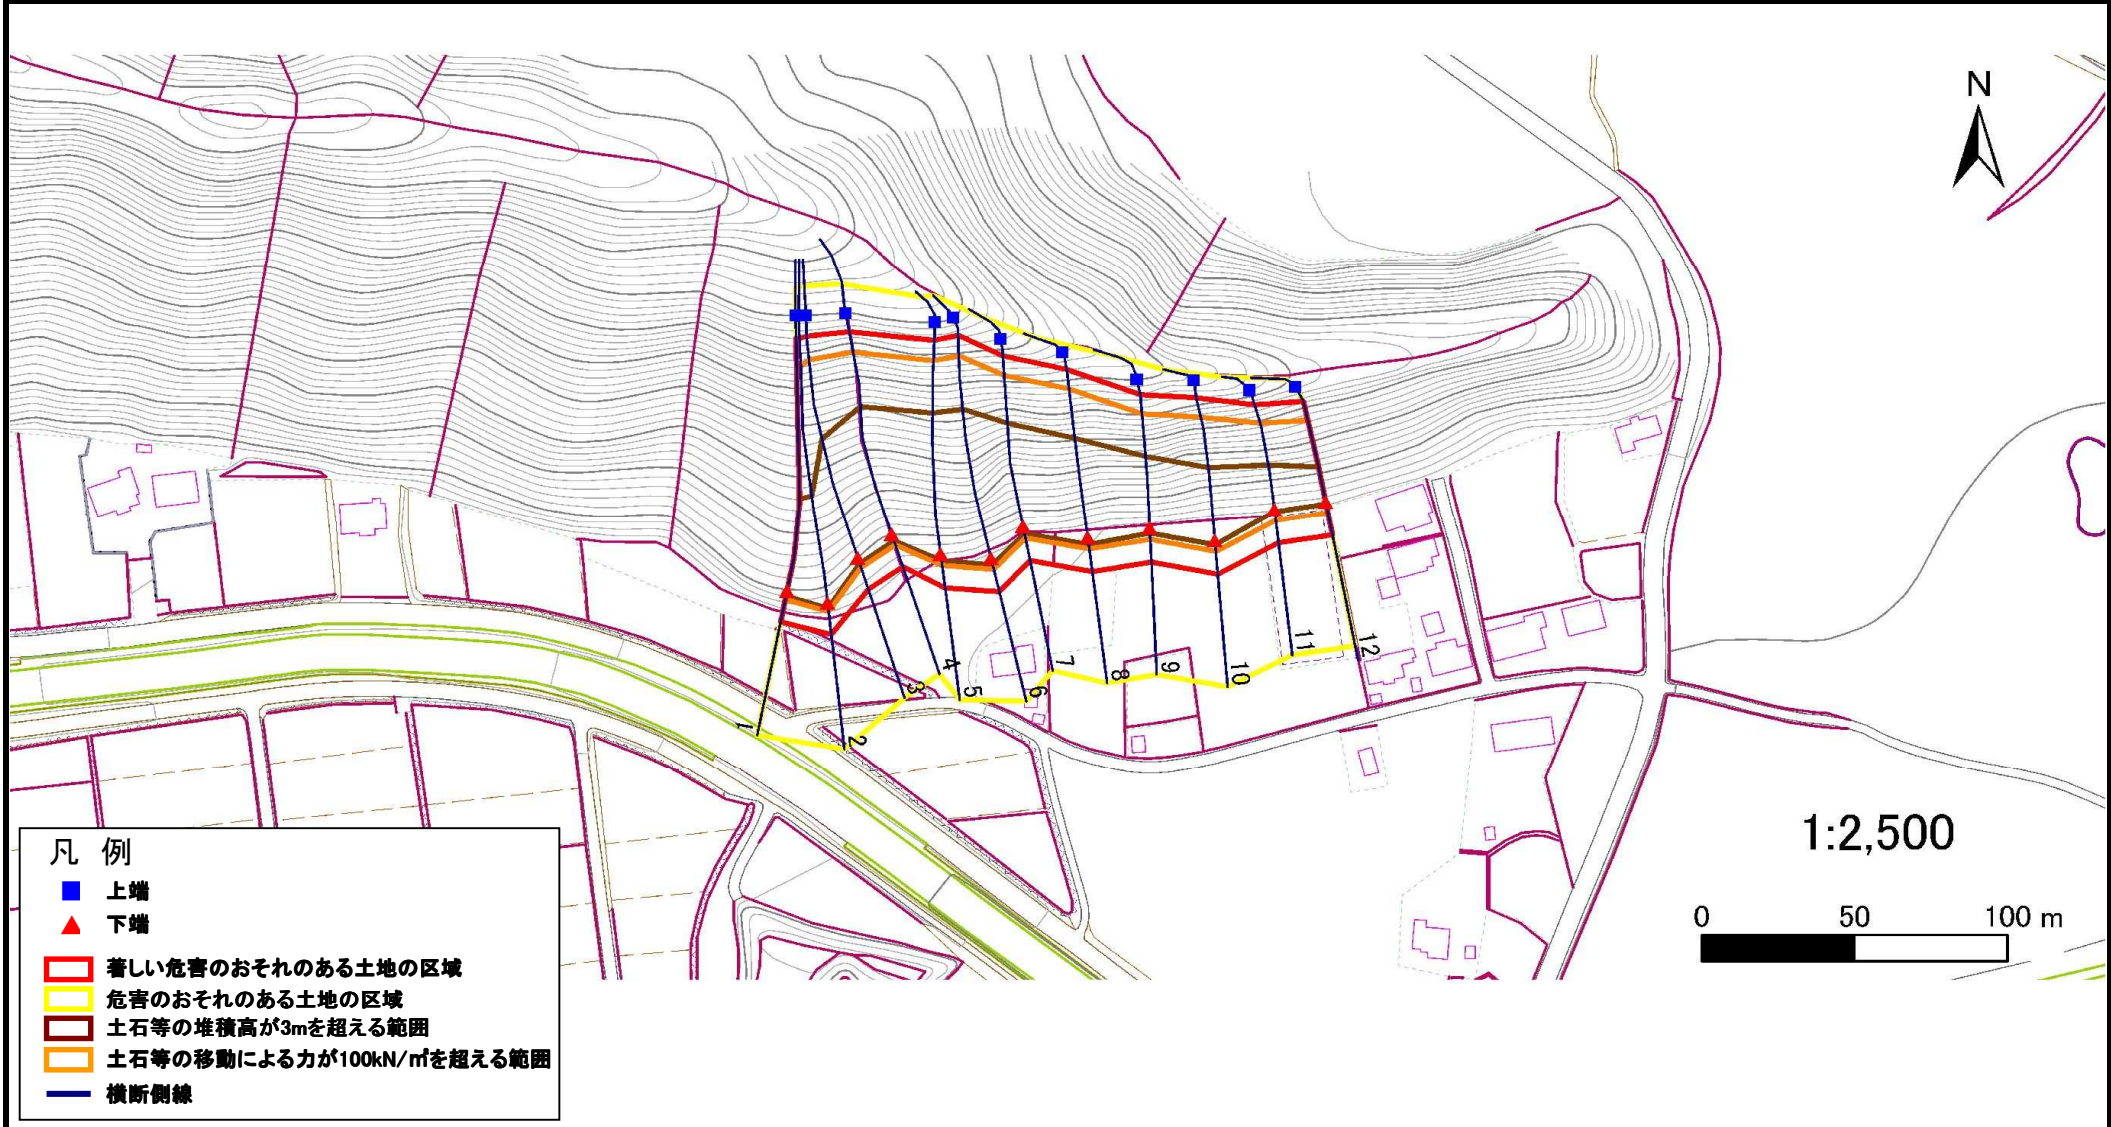 N
1
2
3
4
5
6
7
8
9
10
11
12
1:2,500
0 50 100 m
凡 例
上端
下端
著しい危害のおそれのある土地の区域
危害のおそれのある土地の区域
土石等の堆積高が3mを超える範囲
土石等の移動による力が100kN/㎡を超える範囲
横断側線